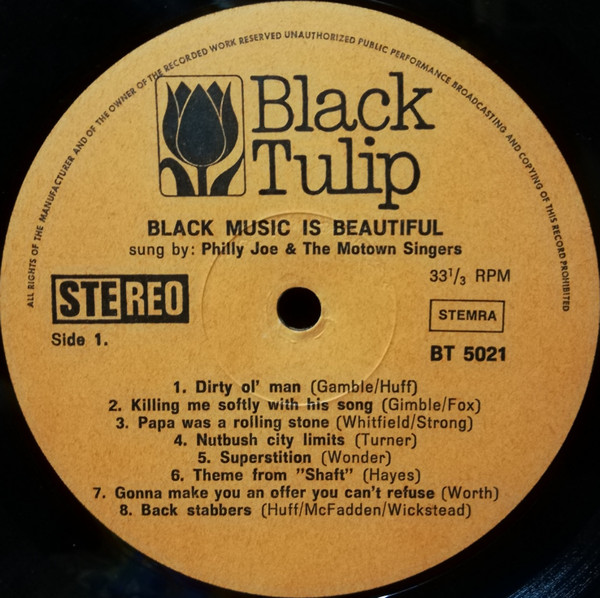 ALL RIGHTS OF THE MANUFACTURER AND OF THE OWNER OF THE RECORDED WORK RESERVED UNAUTHORIZED PUBLIC PERFORMANCE BROADCASTING AND COPYING OF THIS RECORD PROHIBITED
Black
Tulip
BLACK MUSIC IS BEAUTIFUL
sung by: Philly Joe & The Motown Singers
33 1/3 RPM
STEREO
STEMRA
Side 1.
BT 5021
1. Dirty ol' man (Gamble/Huff)
2. Killing me softly with his song (Gimble/Fox)
3. Papa was a rolling stone (Whitfield/Strong)
4. Nutbush city limits (Turner)
5. Superstition (Wonder)
6. Theme from "Shaft" (Hayes)
7. Gonna make you an offer you can't refuse (Worth)
8. Back stabbers (Huff/McFadden/Wickstead)